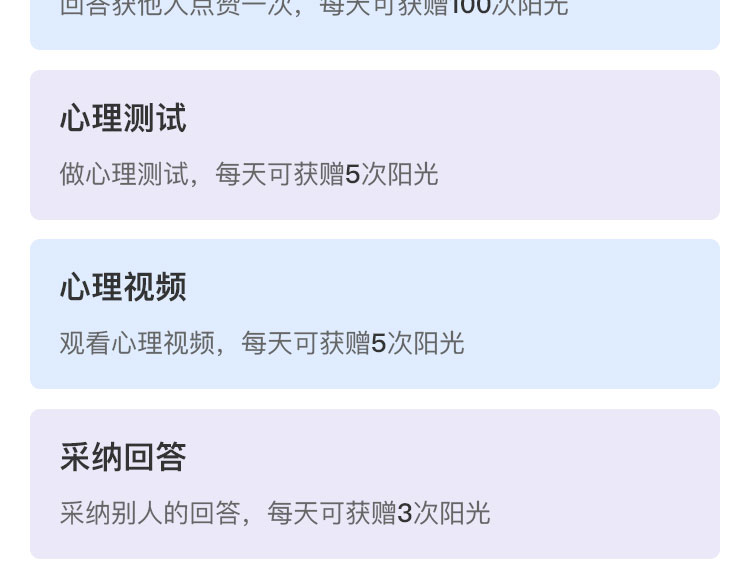 回答获他人点赞一次，每天可获赠100次阳光
心理测试
做心理测试，每天可获赠5次阳光
心理视频
观看心理视频，每天可获赠5次阳光
采纳回答
采纳别人的回答，每天可获赠3次阳光